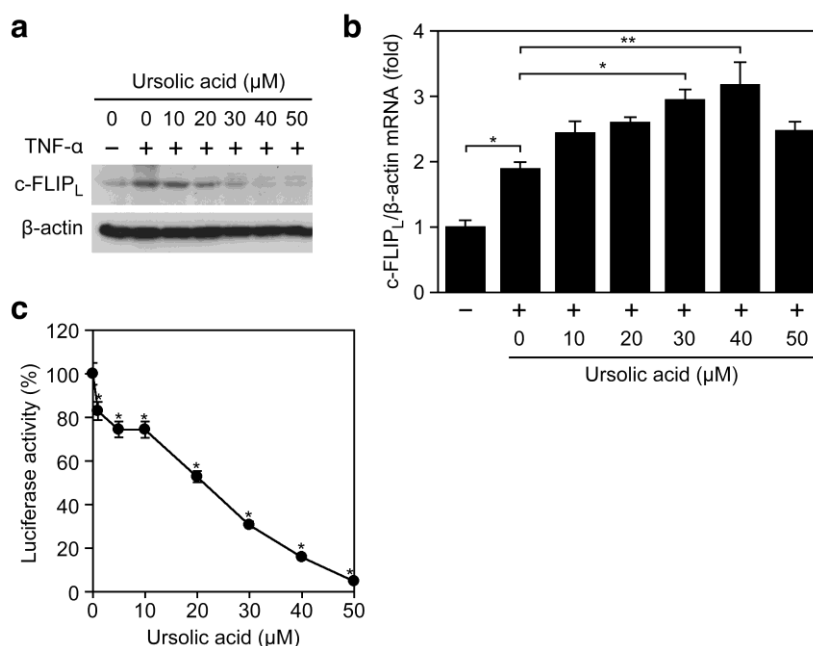 a
Ursolic acid (µM)
0 0 10 20 30 40 50
TNF-α − + + + + + +
c-FLIPL
β-actin
b
c-FLIPL/β-actin mRNA (fold)
4
3
2
1
0
*
*
**
− + + + + + +
0 10 20 30 40 50
Ursolic acid (µM)
c
Luciferase activity (%)
120
100
80
60
40
20
0
* * * * * * *
0 10 20 30 40 50
Ursolic acid (µM)